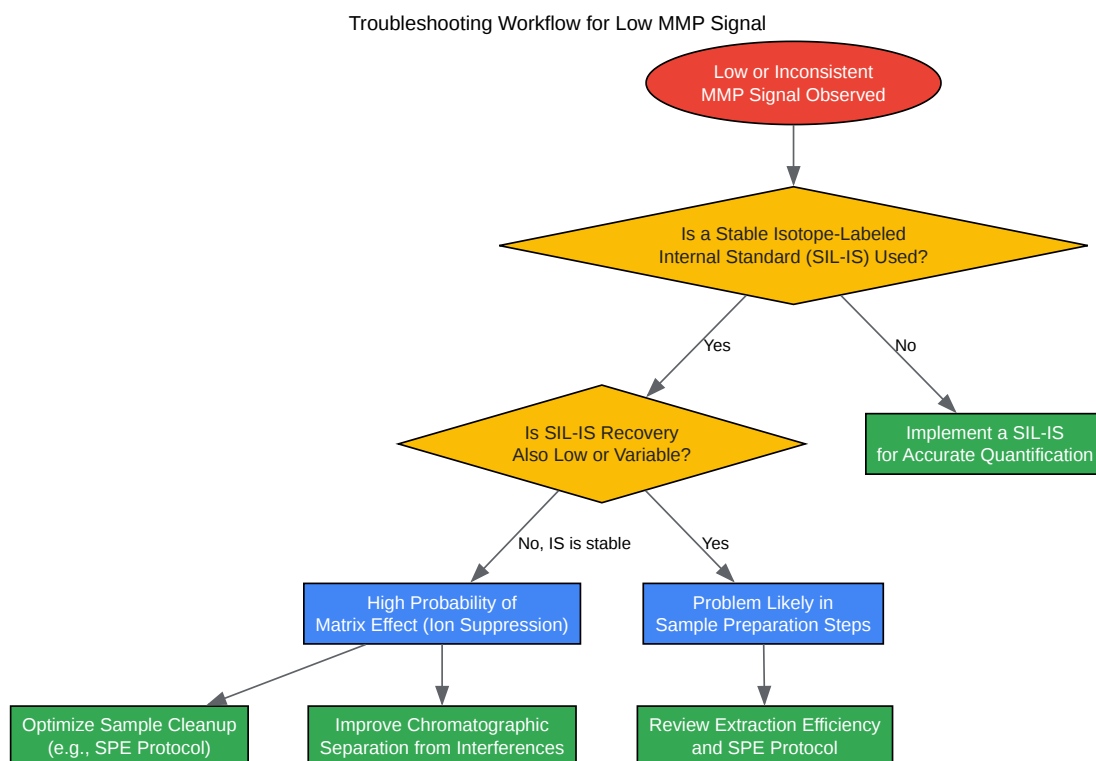 Troubleshooting Workflow for Low MMP Signal
Low or Inconsistent
MMP Signal Observed
Is a Stable Isotope-Labeled
Internal Standard (SIL-IS) Used?
Yes
No
Is SIL-IS Recovery
Also Low or Variable?
Implement a SIL-IS
for Accurate Quantification
No, IS is stable
Yes
High Probability of
Matrix Effect (Ion Suppression)
Problem Likely in
Sample Preparation Steps
Optimize Sample Cleanup
(e.g., SPE Protocol)
Improve Chromatographic
Separation from Interferences
Review Extraction Efficiency
and SPE Protocol